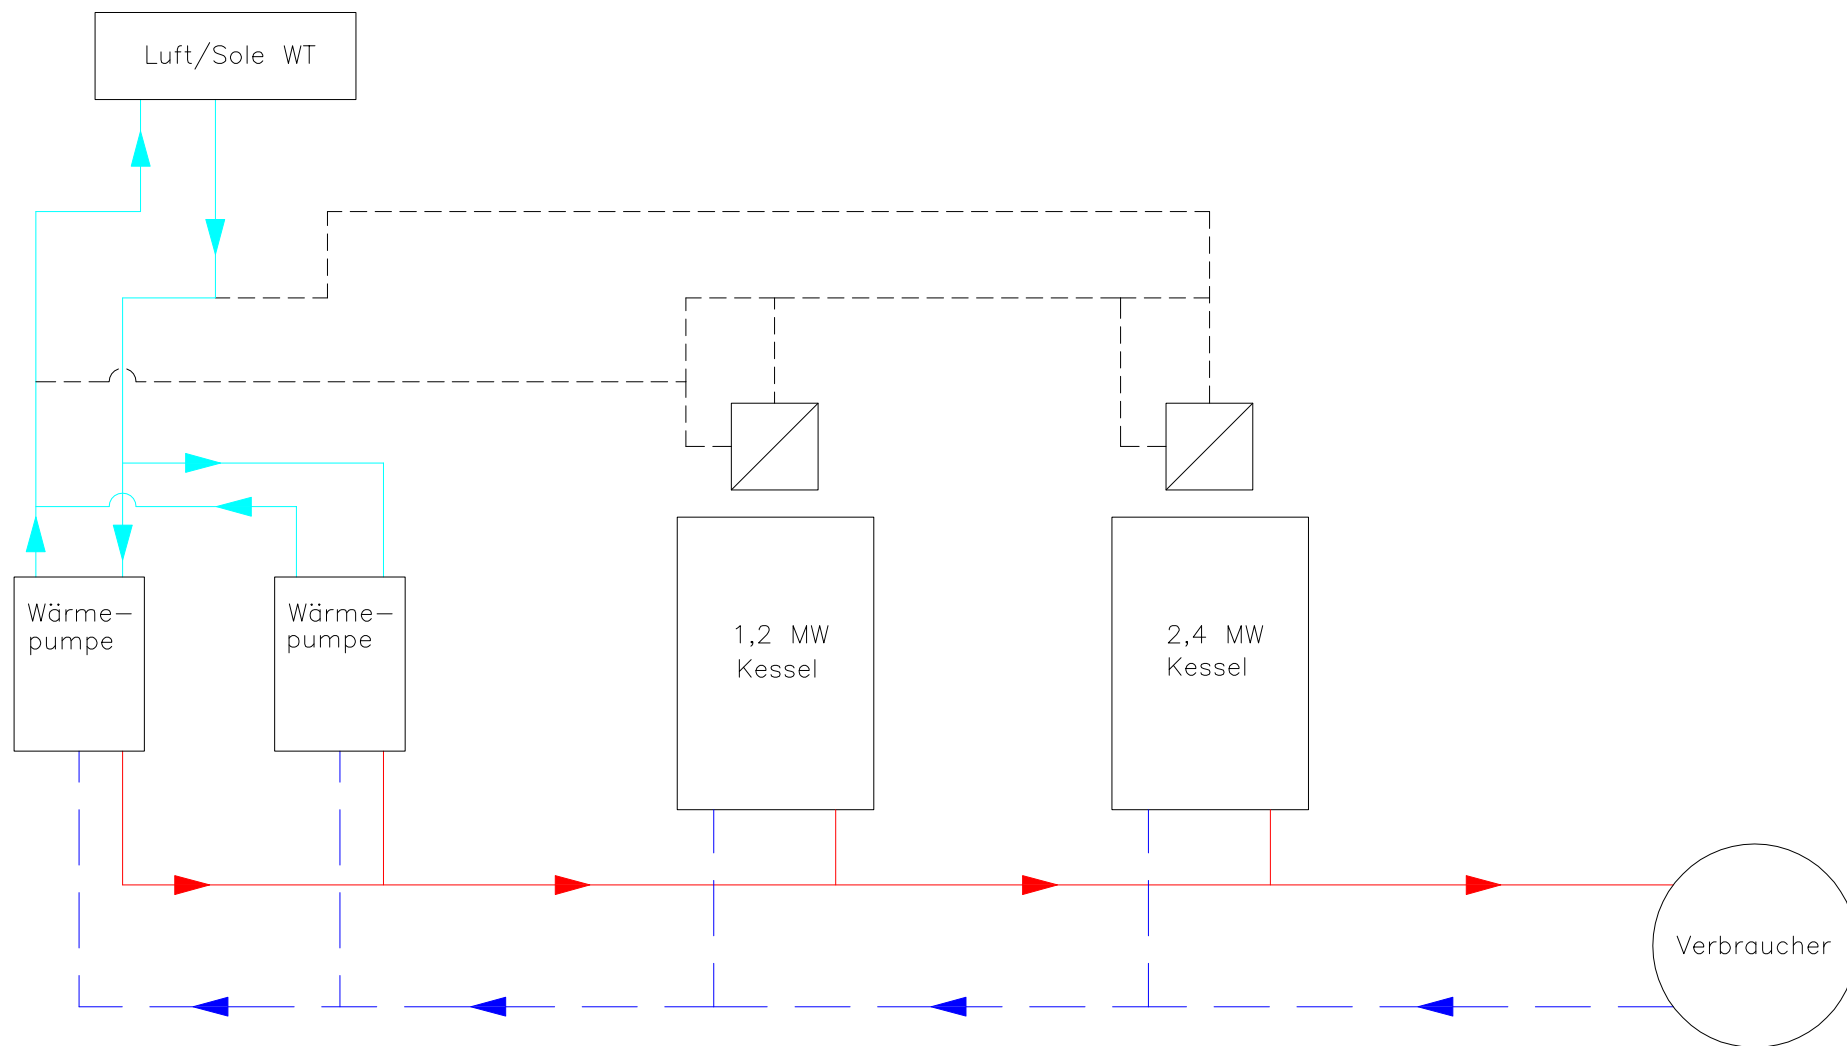 Luft/Sole WT
Wärme-
pumpe
Wärme-
pumpe
1,2 MW
Kessel
2,4 MW
Kessel
Verbraucher